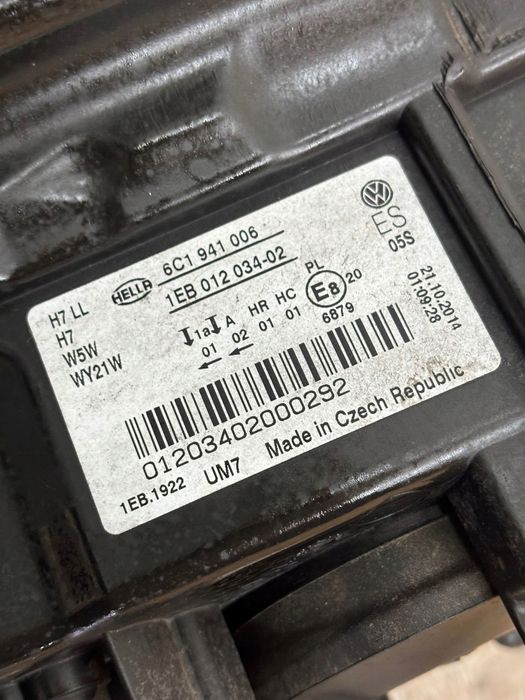 H7 LL
H7
W5W
WY21W
HELLA
6C1 941 006
1EB 012 034-02
1a A HR HC PL
01 02 01 01
E8 20
6879
VW
ES
05S
21.10.2014
01:09:28
01203402000292
1EB.1922 UM7 Made in Czech Republic